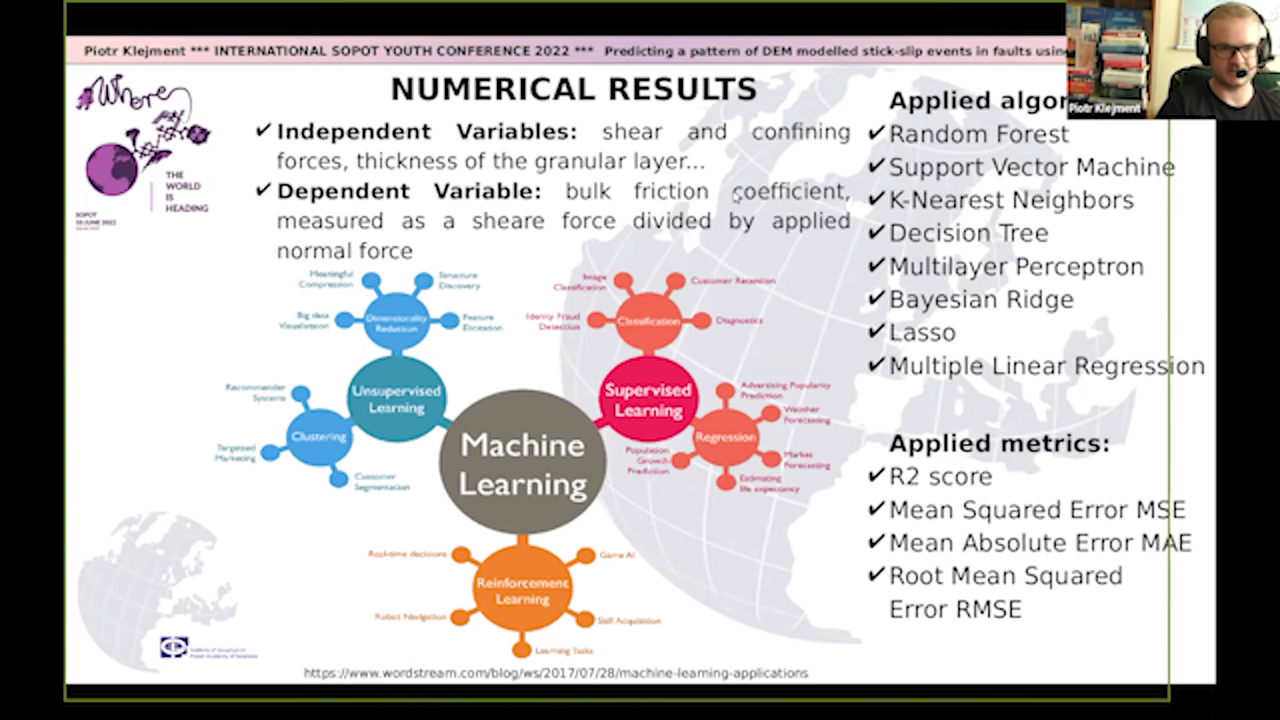 Piotr Klejment *** INTERNATIONAL SOPOT YOUTH CONFERENCE 2022 *** Predicting a pattern of DEM modelled stick-slip events in faults using
Piotr Klejment
Where
THE
WORLD
IS
HEADING
SOPOT
NUMERICAL RESULTS
✔Independent Variables: shear and confining
forces, thickness of the granular layer...
✔Dependent Variable: bulk friction coefficient,
measured as a sheare force divided by applied
normal force
Meaningful
Compression
Structure
Discovery
Big data
Visualisation
Dimensionality
Reduction
Feature
Elicitation
Unsupervised
Learning
Recommender
Systems
Clustering
Targeted
Marketing
Customer
Segmentation
Image
Classification
Customer Retention
Identity Fraud
Detection
Classification
Diagnostics
Supervised
Learning
Advertising Popularity
Prediction
Weather
Forecasting
Regression
Population
Growth
Prediction
Market
Forecasting
Estimating
life expectancy
Machine
Learning
Real-time decisions
Game AI
Reinforcement
Learning
Robot Navigation
Skill Acquisition
Learning Tasks
https://www.wordstream.com/blog/ws/2017/07/28/machine-learning-applications
Applied algor
✔Random Forest
✔Support Vector Machine
✔K-Nearest Neighbors
✔Decision Tree
✔Multilayer Perceptron
✔Bayesian Ridge
✔Lasso
✔Multiple Linear Regression
Applied metrics:
✔R2 score
✔Mean Squared Error MSE
✔Mean Absolute Error MAE
✔Root Mean Squared
Error RMSE